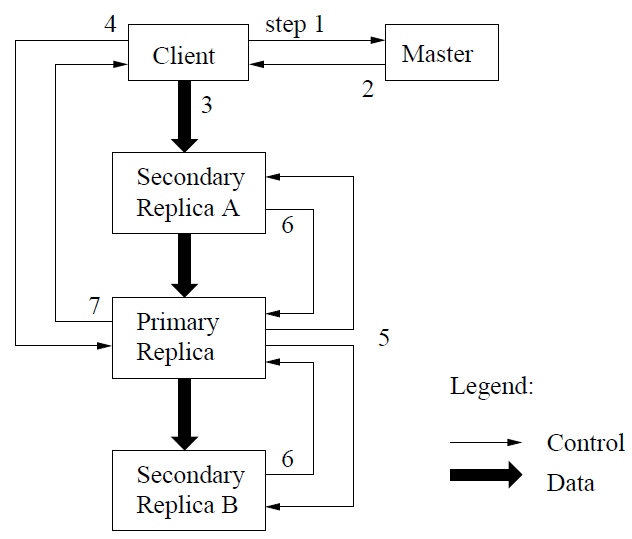 4
step 1
Client
Master
2
3
Secondary
Replica A
6
7
Primary
Replica
5
Legend:
Control
6
Secondary
Replica B
Data